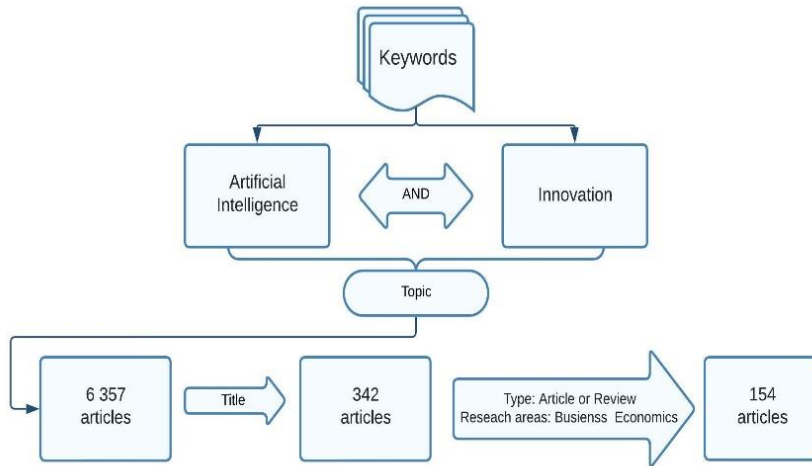 Keywords
Artificial
Intelligence
AND
Innovation
Topic
6 357
articles
Title
342
articles
Type: Article or Review
Reseach areas: Busienss Economics
154
articles